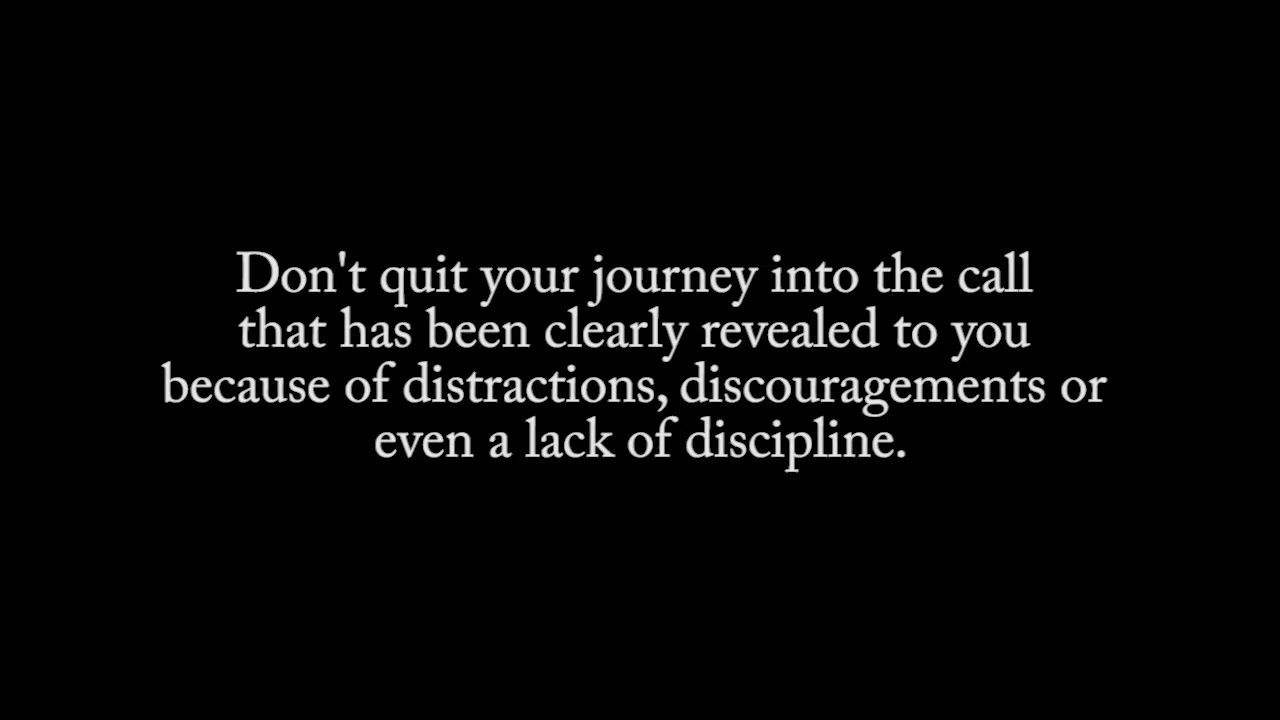 Don't quit your journey into the call
that has been clearly revealed to you
because of distractions, discouragements or
even a lack of discipline.